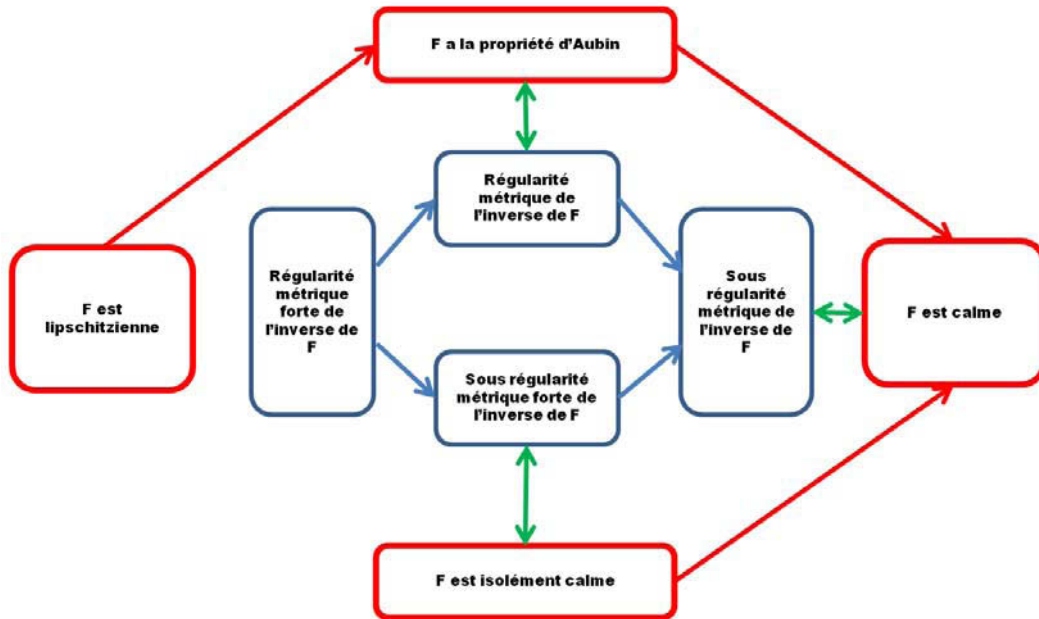 F a la propriété d'Aubin
Régularité
métrique de
l'inverse de F
Régularité
métrique
forte de
l'inverse de
F
F est
lipschitzienne
Sous
régularité
métrique de
l'inverse de
F
F est calme
Sous régularité
métrique forte de
l'inverse de F
F est isolément calme